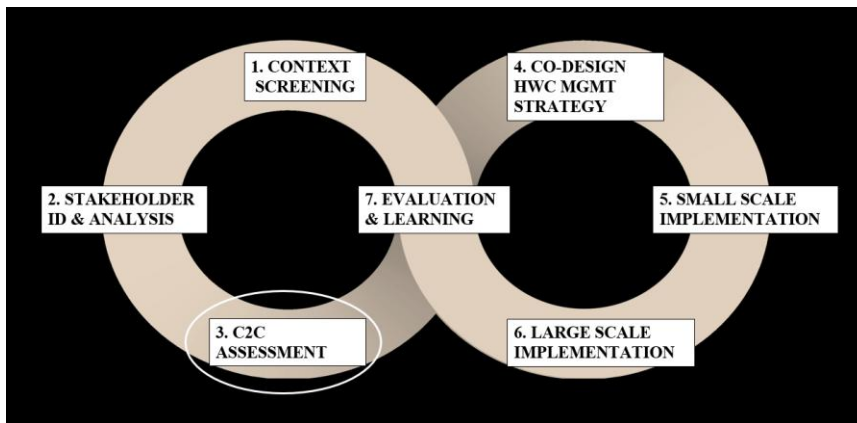 1. CONTEXT
SCREENING
2. STAKEHOLDER
ID & ANALYSIS
3. C2C
ASSESSMENT
4. CO-DESIGN
HWC MGMT
STRATEGY
5. SMALL SCALE
IMPLEMENTATION
6. LARGE SCALE
IMPLEMENTATION
7. EVALUATION
& LEARNING